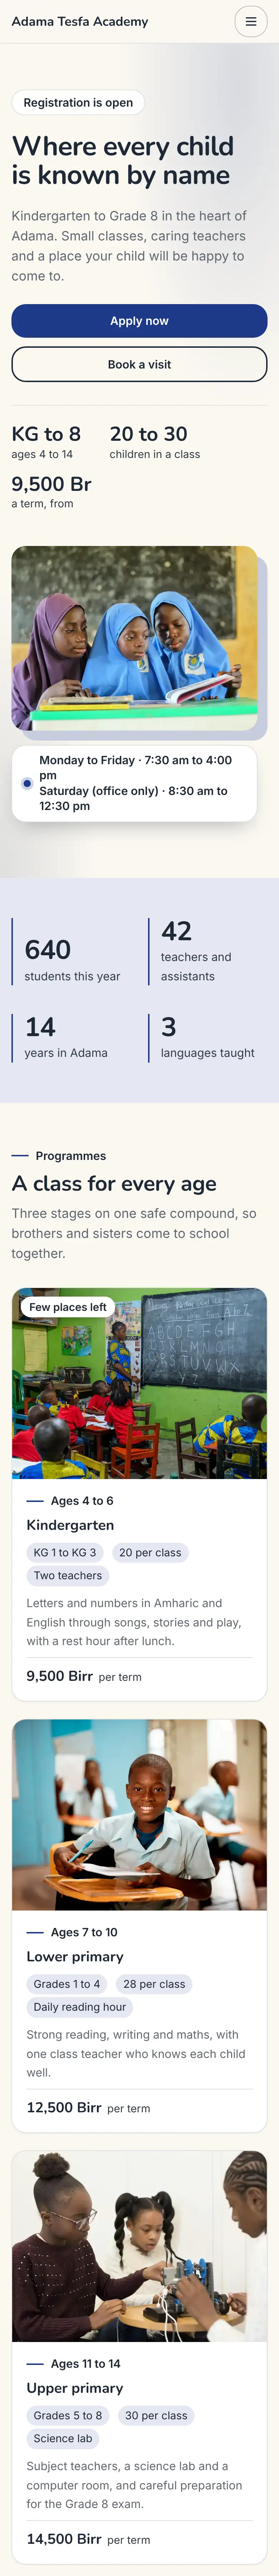 Adama Tesfa Academy
Registration is open
Where every child
is known by name
Kindergarten to Grade 8 in the heart of
Adama. Small classes, caring teachers
and a place your child will be happy to
come to.
Apply now
Book a visit
KG to 8
ages 4 to 14
20 to 30
children in a class
9,500 Br
a term, from
Monday to Friday · 7:30 am to 4:00
pm
Saturday (office only) · 8:30 am to
12:30 pm
640
students this year
42
teachers and
assistants
14
years in Adama
3
languages taught
Programmes
A class for every age
Three stages on one safe compound, so
brothers and sisters come to school
together.
Few places left
Ages 4 to 6
Kindergarten
KG 1 to KG 3
20 per class
Two teachers
Letters and numbers in Amharic and
English through songs, stories and play,
with a rest hour after lunch.
9,500 Birr per term
Ages 7 to 10
Lower primary
Grades 1 to 4
28 per class
Daily reading hour
Strong reading, writing and maths, with
one class teacher who knows each child
well.
12,500 Birr per term
Ages 11 to 14
Upper primary
Grades 5 to 8
30 per class
Science lab
Subject teachers, a science lab and a
computer room, and careful preparation
for the Grade 8 exam.
14,500 Birr per term